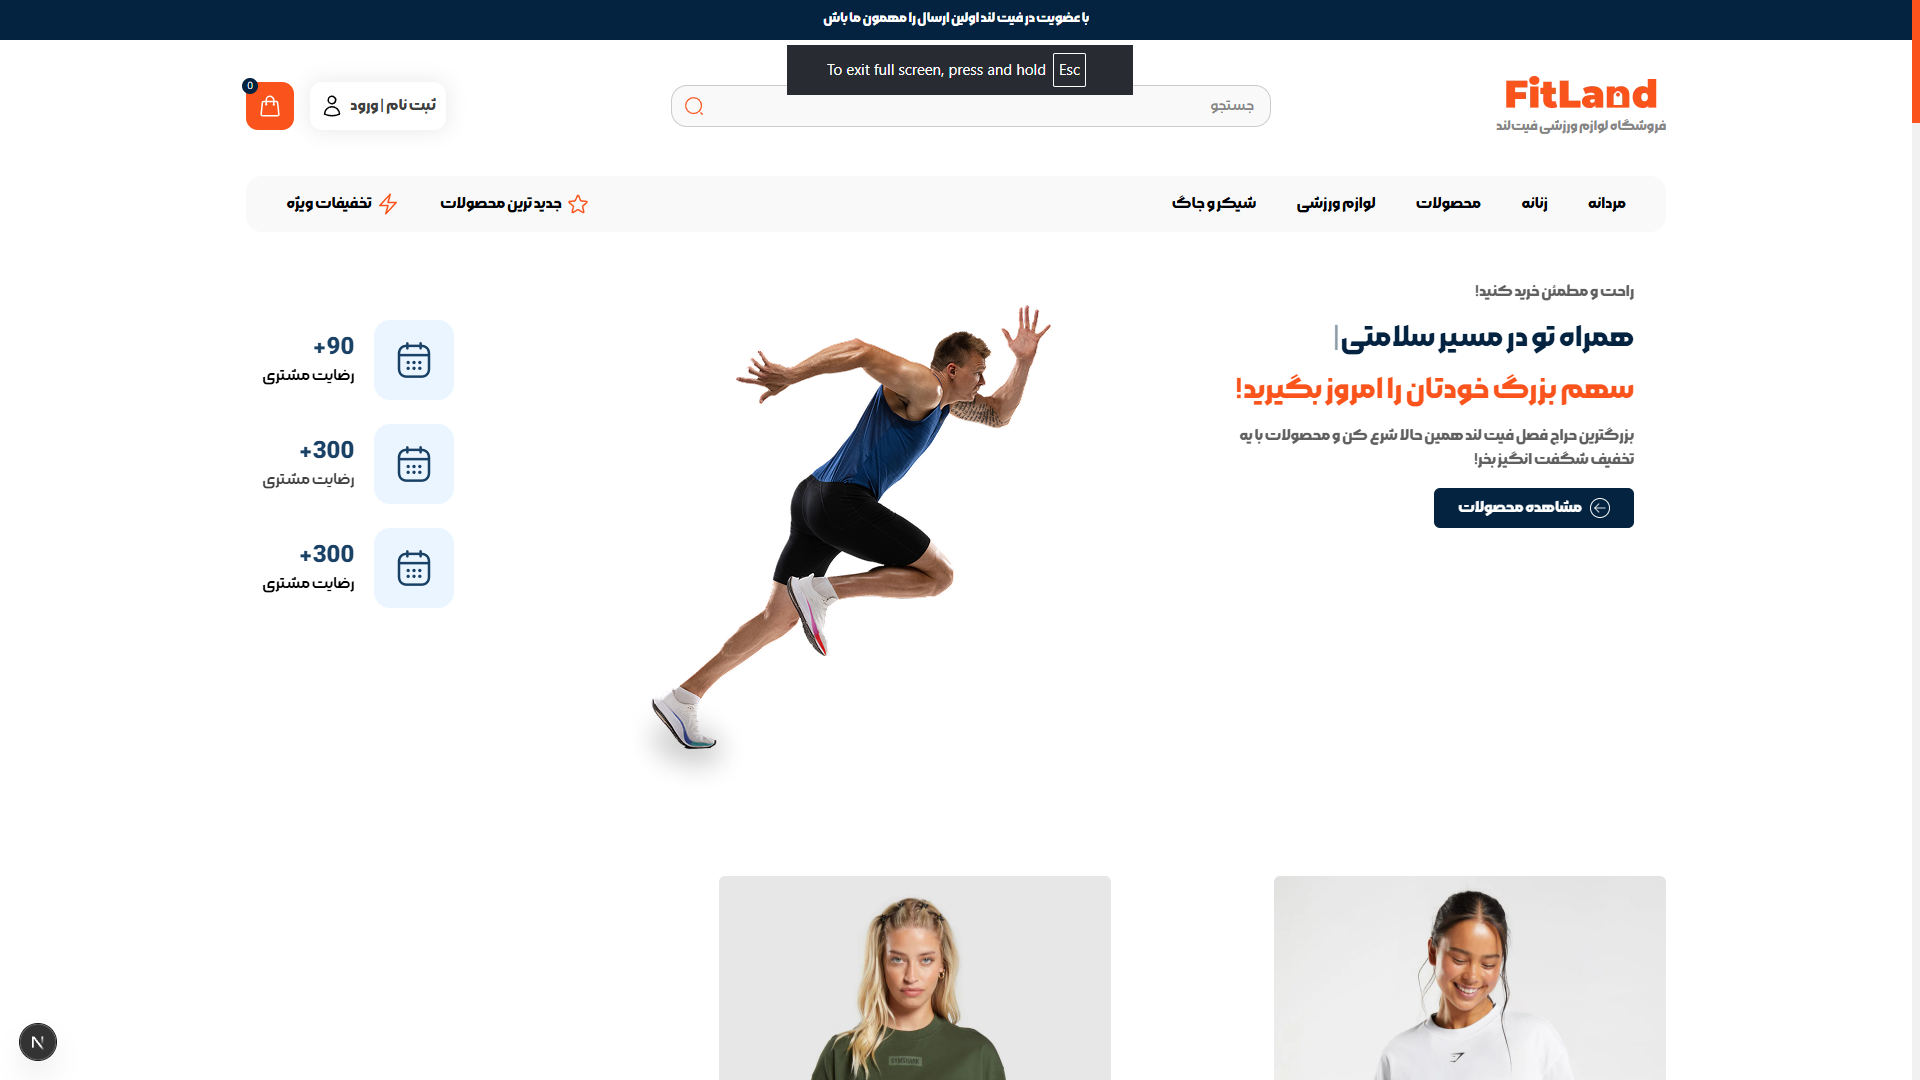 با عضویت در فیت لند اولین ارسال را مهمون ما باش
To exit full screen, press and hold Esc
FitLand
فروشگاه لوازم ورزشی فیت‌لند
جستجو
ثبت نام | ورود
0
مردانه
زنانه
محصولات
لوازم ورزشی
شیکر و جاگ
جدید ترین محصولات
تخفیفات ویژه
راحت و مطمئن خرید کنید!
همراه تو در مسیر سلامتی|
سهم بزرگ خودتان را امروز بگیرید!
بزرگترین حراج فصل فیت لند همین حالا شرع کن و محصولات با یه
تخفیف شگفت انگیز بخر!
مشاهده محصولات
+90
رضایت مشتری
+300
رضایت مشتری
+300
رضایت مشتری
GYMSHARK
N